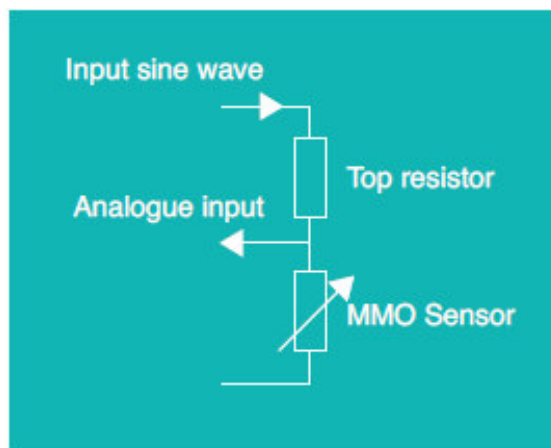 Input sine wave
Top resistor
Analogue input
MMO Sensor